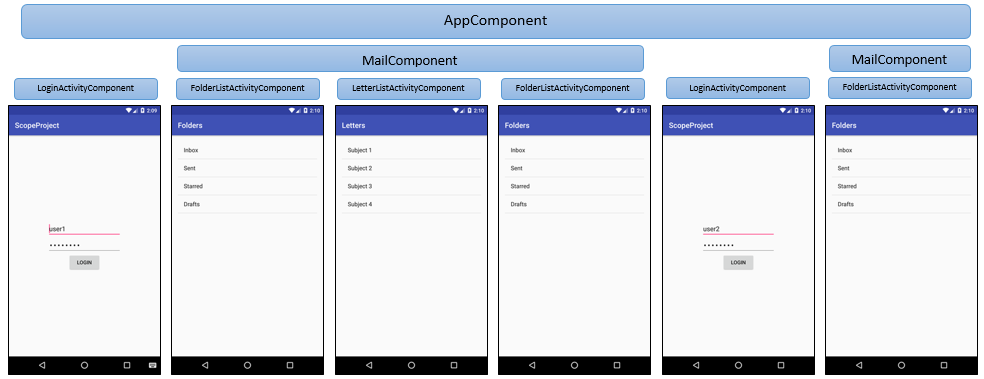 AppComponent
MailComponent
MailComponent
LoginActivityComponent
FolderListActivityComponent
LetterListActivityComponent
FolderListActivityComponent
LoginActivityComponent
FolderListActivityComponent
2:09
ScopeProject
user1
LOGIN
2:10
Folders
Inbox
Sent
Starred
Drafts
2:10
Letters
Subject 1
Subject 2
Subject 3
Subject 4
2:10
Folders
Inbox
Sent
Starred
Drafts
2:10
ScopeProject
user2
LOGIN
2:10
Folders
Inbox
Sent
Starred
Drafts